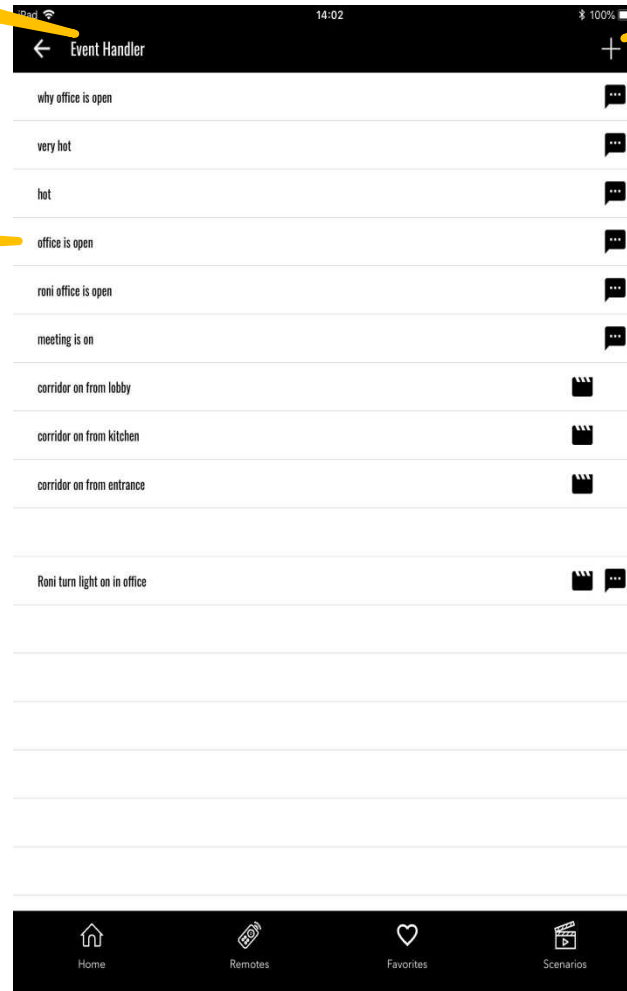 iPad 14:02 100%
Event Handler
why office is open
very hot
hot
office is open
roni office is open
meeting is on
corridor on from lobby
corridor on from kitchen
corridor on from entrance
Roni turn light on in office
Home Remotes Favorites Scenarios